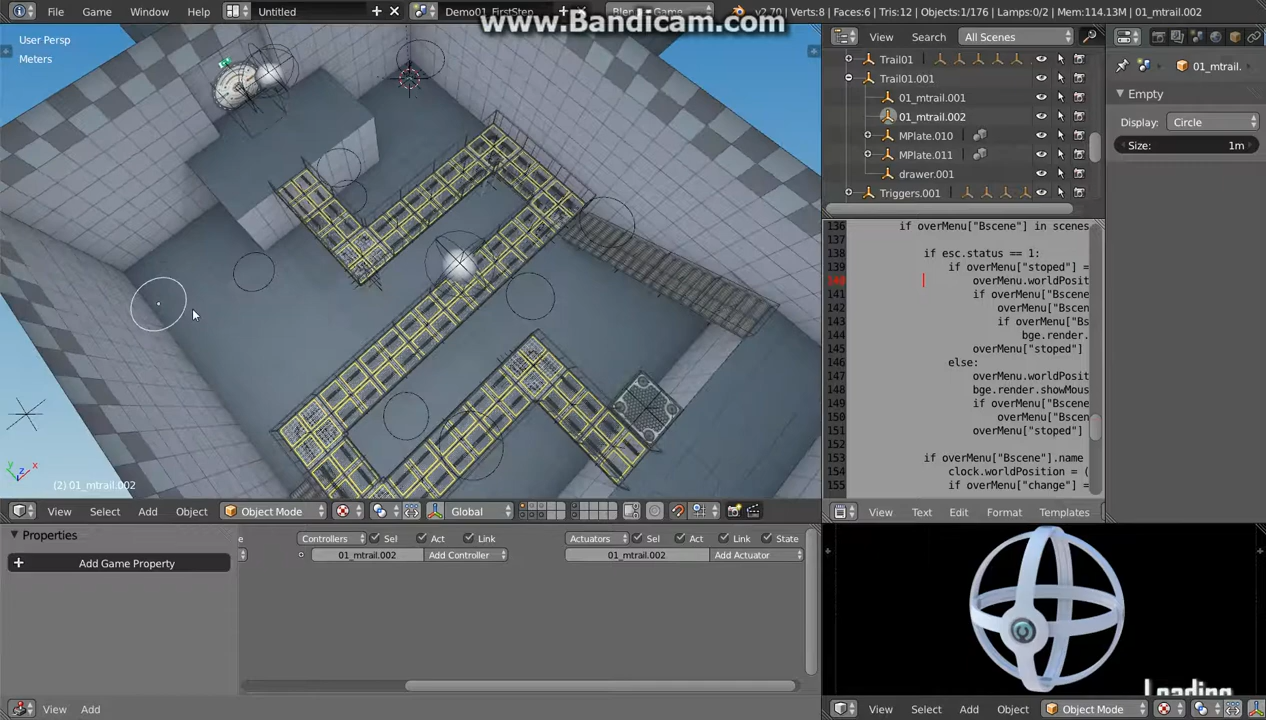 www.Bandicam.com
File Game Window Help Untitled Demo01_FirstStep v2.70 | Verts:8 | Faces:6 | Tris:12 | Objects:1/176 | Lamps:0/2 | Mem:114.13M | 01_mtrail.002
User Persp
Meters
(2) 01_mtrail.002
View Select Add Object Object Mode Global
View Search All Scenes
Trail01
Trail01.001
01_mtrail.001
01_mtrail.002
MPlate.010
MPlate.011
drawer.001
Triggers.001
01_mtrail.
Empty
Display: Circle
Size: 1m
136 if overMenu["Bscene"] in scenes
137
138 if esc.status == 1:
139 if overMenu["stoped"] =
140 overMenu.worldPosit
141 if overMenu["Bscene
142 overMenu["Bscen
143 if overMenu["Bs
144 bge.render.
145 overMenu["stoped"]
146 else:
147 overMenu.worldPosit
148 bge.render.showMous
149 if overMenu["Bscene
150 overMenu["Bscen
151 overMenu["stoped"]
152
153 if overMenu["Bscene"].name
154 clock.worldPosition = (
155 if overMenu["change"] =
View Text Edit Format Templates
Properties
Add Game Property
Controllers Sel Act Link
01_mtrail.002 Add Controller
Actuators Sel Act Link State
01_mtrail.002 Add Actuator
View Add
Loading
View Select Add Object Object Mode